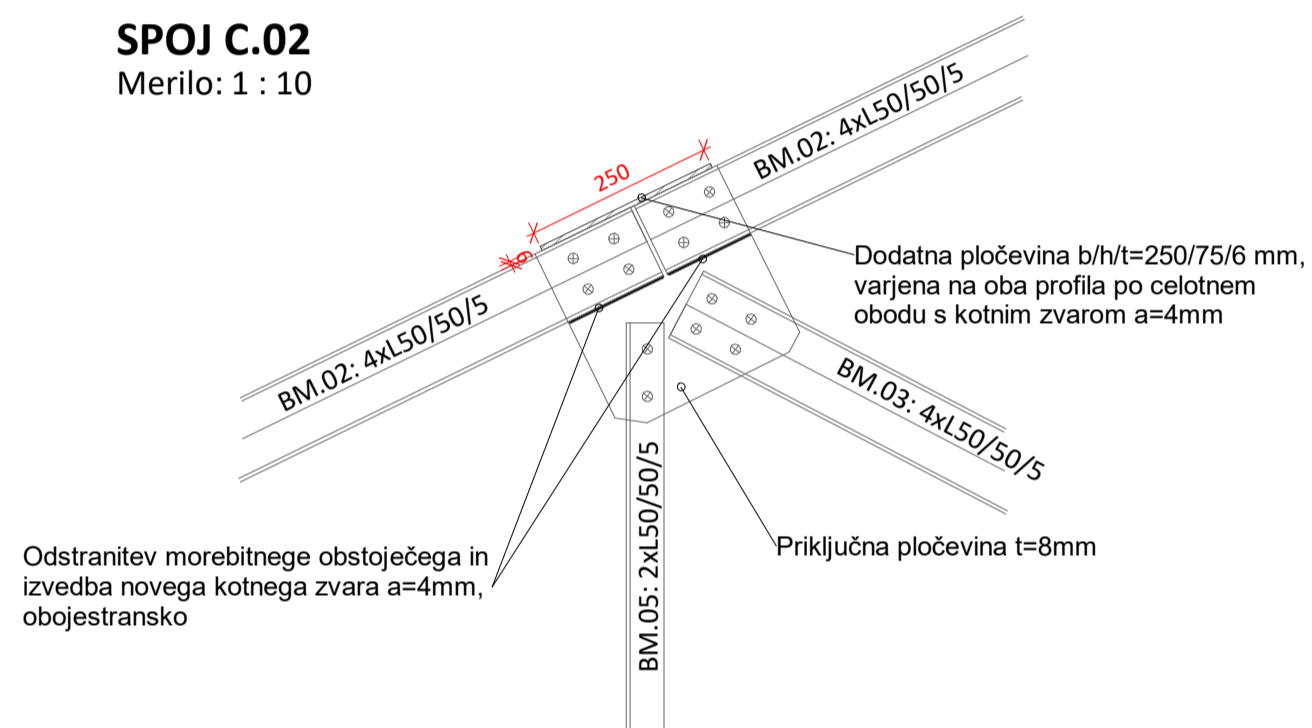 SPOJ C.02
Merilo: 1 : 10
BM.02: 4xL50/50/5
250
6
Dodatna pločevina b/h/t=250/75/6 mm,
varjena na oba profila po celotnem
obodu s kotnim zvarom a=4mm
BM.02: 4xL50/50/5
BM.03: 4xL50/50/5
BM.05: 2xL50/50/5
Priključna pločevina t=8mm
Odstranitev morebitnega obstoječega in
izvedba novega kotnega zvara a=4mm,
obojestransko